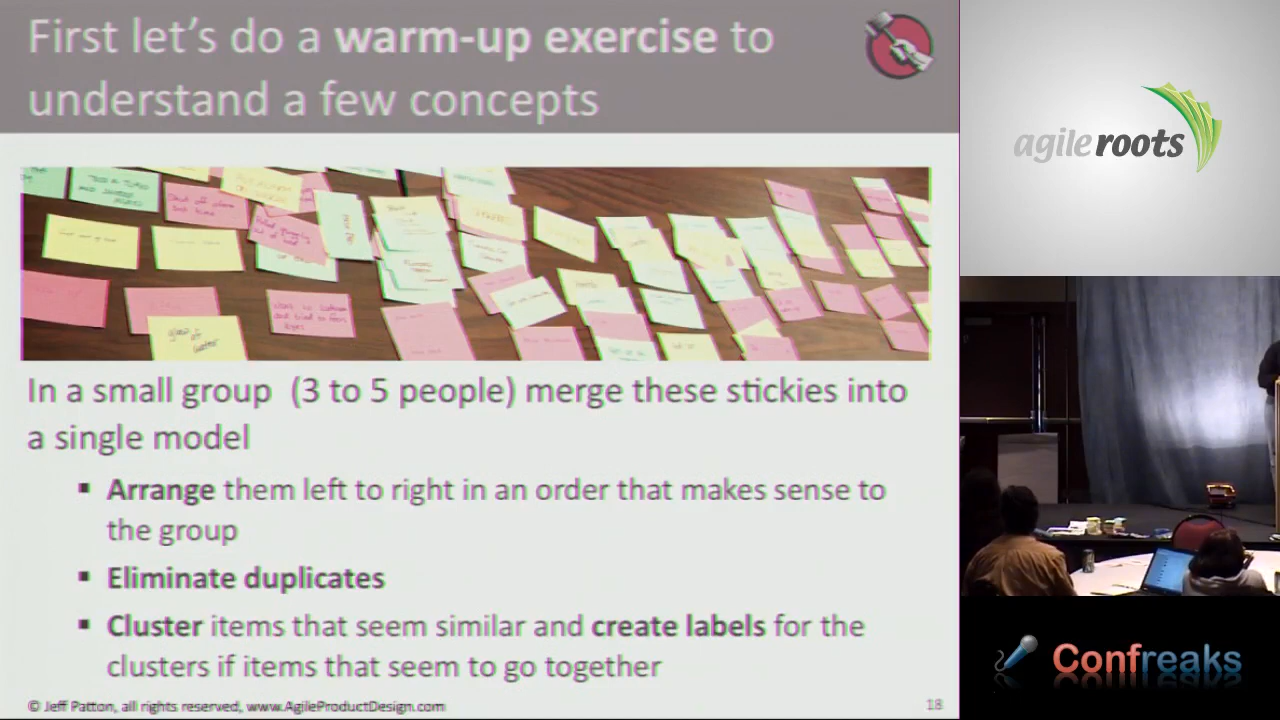 First let's do a warm-up exercise to
understand a few concepts
agile roots
glass of
water
In a small group (3 to 5 people) merge these stickies into
a single model
▪ Arrange them left to right in an order that makes sense to
the group
▪ Eliminate duplicates
▪ Cluster items that seem similar and create labels for the
clusters if items that seem to go together
© Jeff Patton, all rights reserved, www.AgileProductDesign.com
18
Confreaks